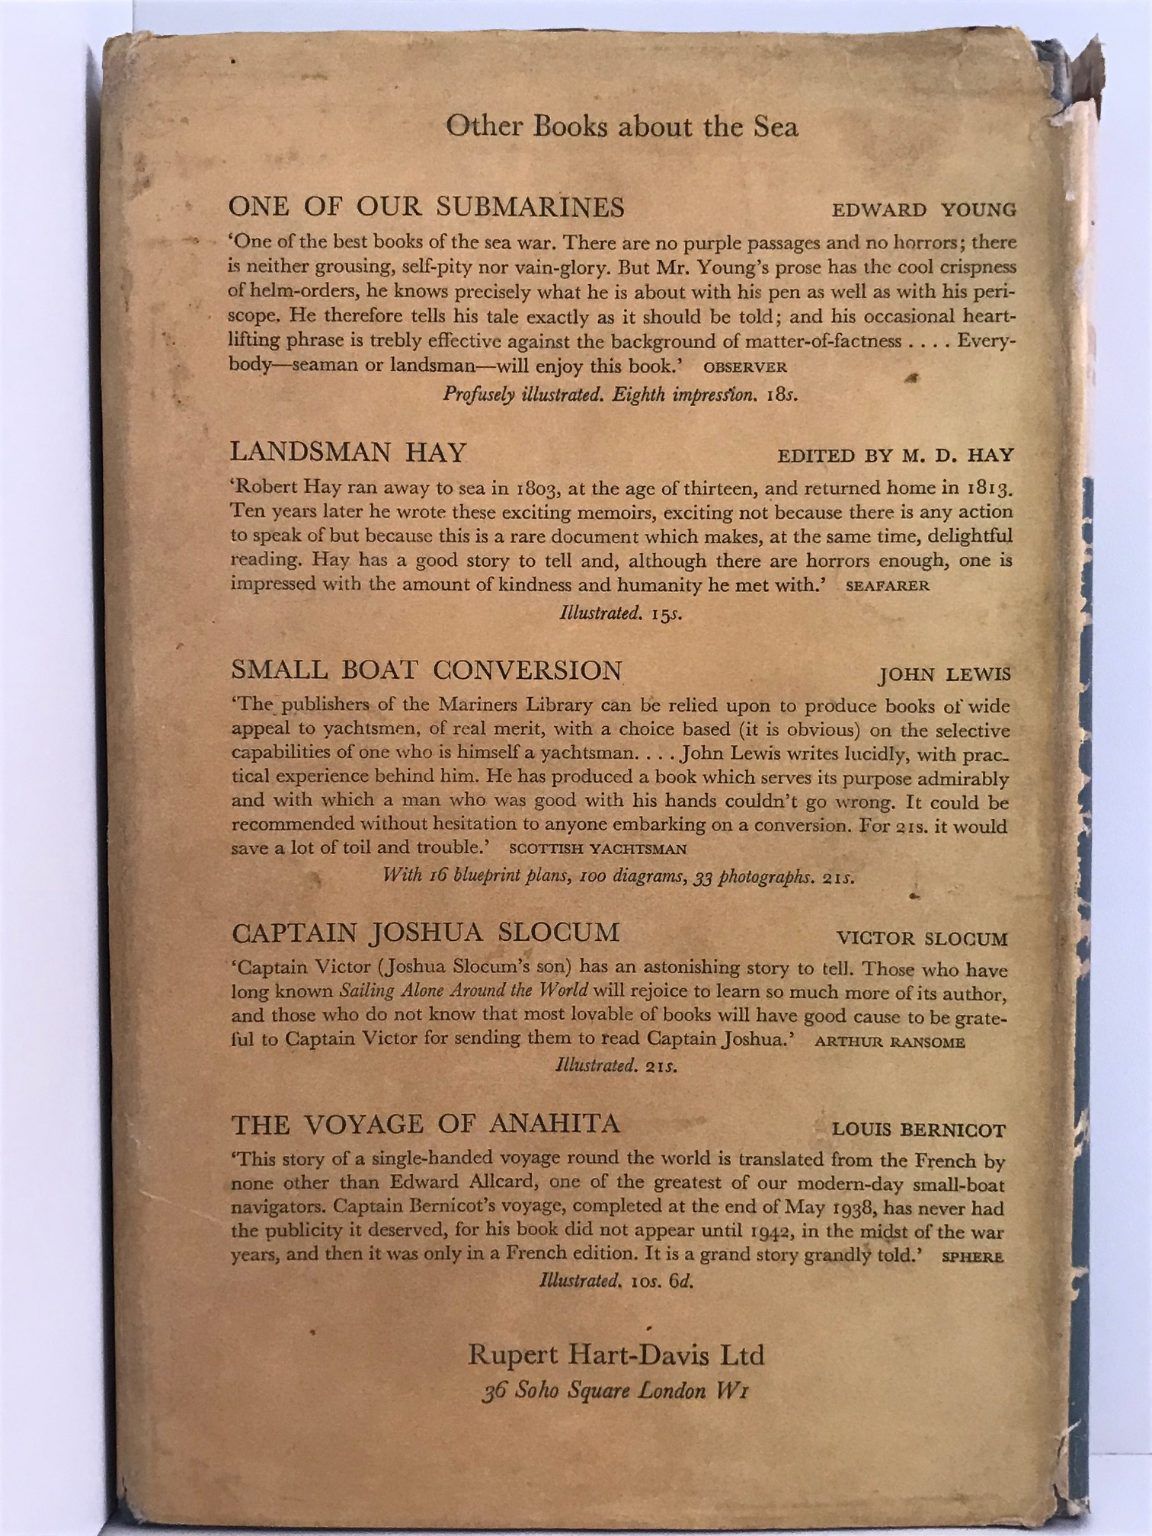 Other Books about the Sea
ONE OF OUR SUBMARINES EDWARD YOUNG
‘One of the best books of the sea war. There are no purple passages and no horrors; there
is neither grousing, self-pity nor vain-glory. But Mr. Young’s prose has the cool crispness
of helm-orders, he knows precisely what he is about with his pen as well as with his peri-
scope. He therefore tells his tale exactly as it should be told; and his occasional heart-
lifting phrase is trebly effective against the background of matter-of-factness . . . . Every-
body—seaman or landsman—will enjoy this book.’ OBSERVER
Profusely illustrated. Eighth impression. 18s.
LANDSMAN HAY EDITED BY M. D. HAY
‘Robert Hay ran away to sea in 1803, at the age of thirteen, and returned home in 1813.
Ten years later he wrote these exciting memoirs, exciting not because there is any action
to speak of but because this is a rare document which makes, at the same time, delightful
reading. Hay has a good story to tell and, although there are horrors enough, one is
impressed with the amount of kindness and humanity he met with.’ SEAFARER
Illustrated. 15s.
SMALL BOAT CONVERSION JOHN LEWIS
‘The publishers of the Mariners Library can be relied upon to produce books of wide
appeal to yachtsmen, of real merit, with a choice based (it is obvious) on the selective
capabilities of one who is himself a yachtsman. . . . John Lewis writes lucidly, with prac-
tical experience behind him. He has produced a book which serves its purpose admirably
and with which a man who was good with his hands couldn’t go wrong. It could be
recommended without hesitation to anyone embarking on a conversion. For 21s. it would
save a lot of toil and trouble.’ SCOTTISH YACHTSMAN
With 16 blueprint plans, 100 diagrams, 33 photographs. 21s.
CAPTAIN JOSHUA SLOCUM VICTOR SLOCUM
‘Captain Victor (Joshua Slocum’s son) has an astonishing story to tell. Those who have
long known Sailing Alone Around the World will rejoice to learn so much more of its author,
and those who do not know that most lovable of books will have good cause to be grate-
ful to Captain Victor for sending them to read Captain Joshua.’ ARTHUR RANSOME
Illustrated. 21s.
THE VOYAGE OF ANAHITA LOUIS BERNICOT
‘This story of a single-handed voyage round the world is translated from the French by
none other than Edward Allcard, one of the greatest of our modern-day small-boat
navigators. Captain Bernicot’s voyage, completed at the end of May 1938, has never had
the publicity it deserved, for his book did not appear until 1942, in the midst of the war
years, and then it was only in a French edition. It is a grand story grandly told.’ SPHERE
Illustrated. 10s. 6d.
Rupert Hart-Davis Ltd
36 Soho Square London W1